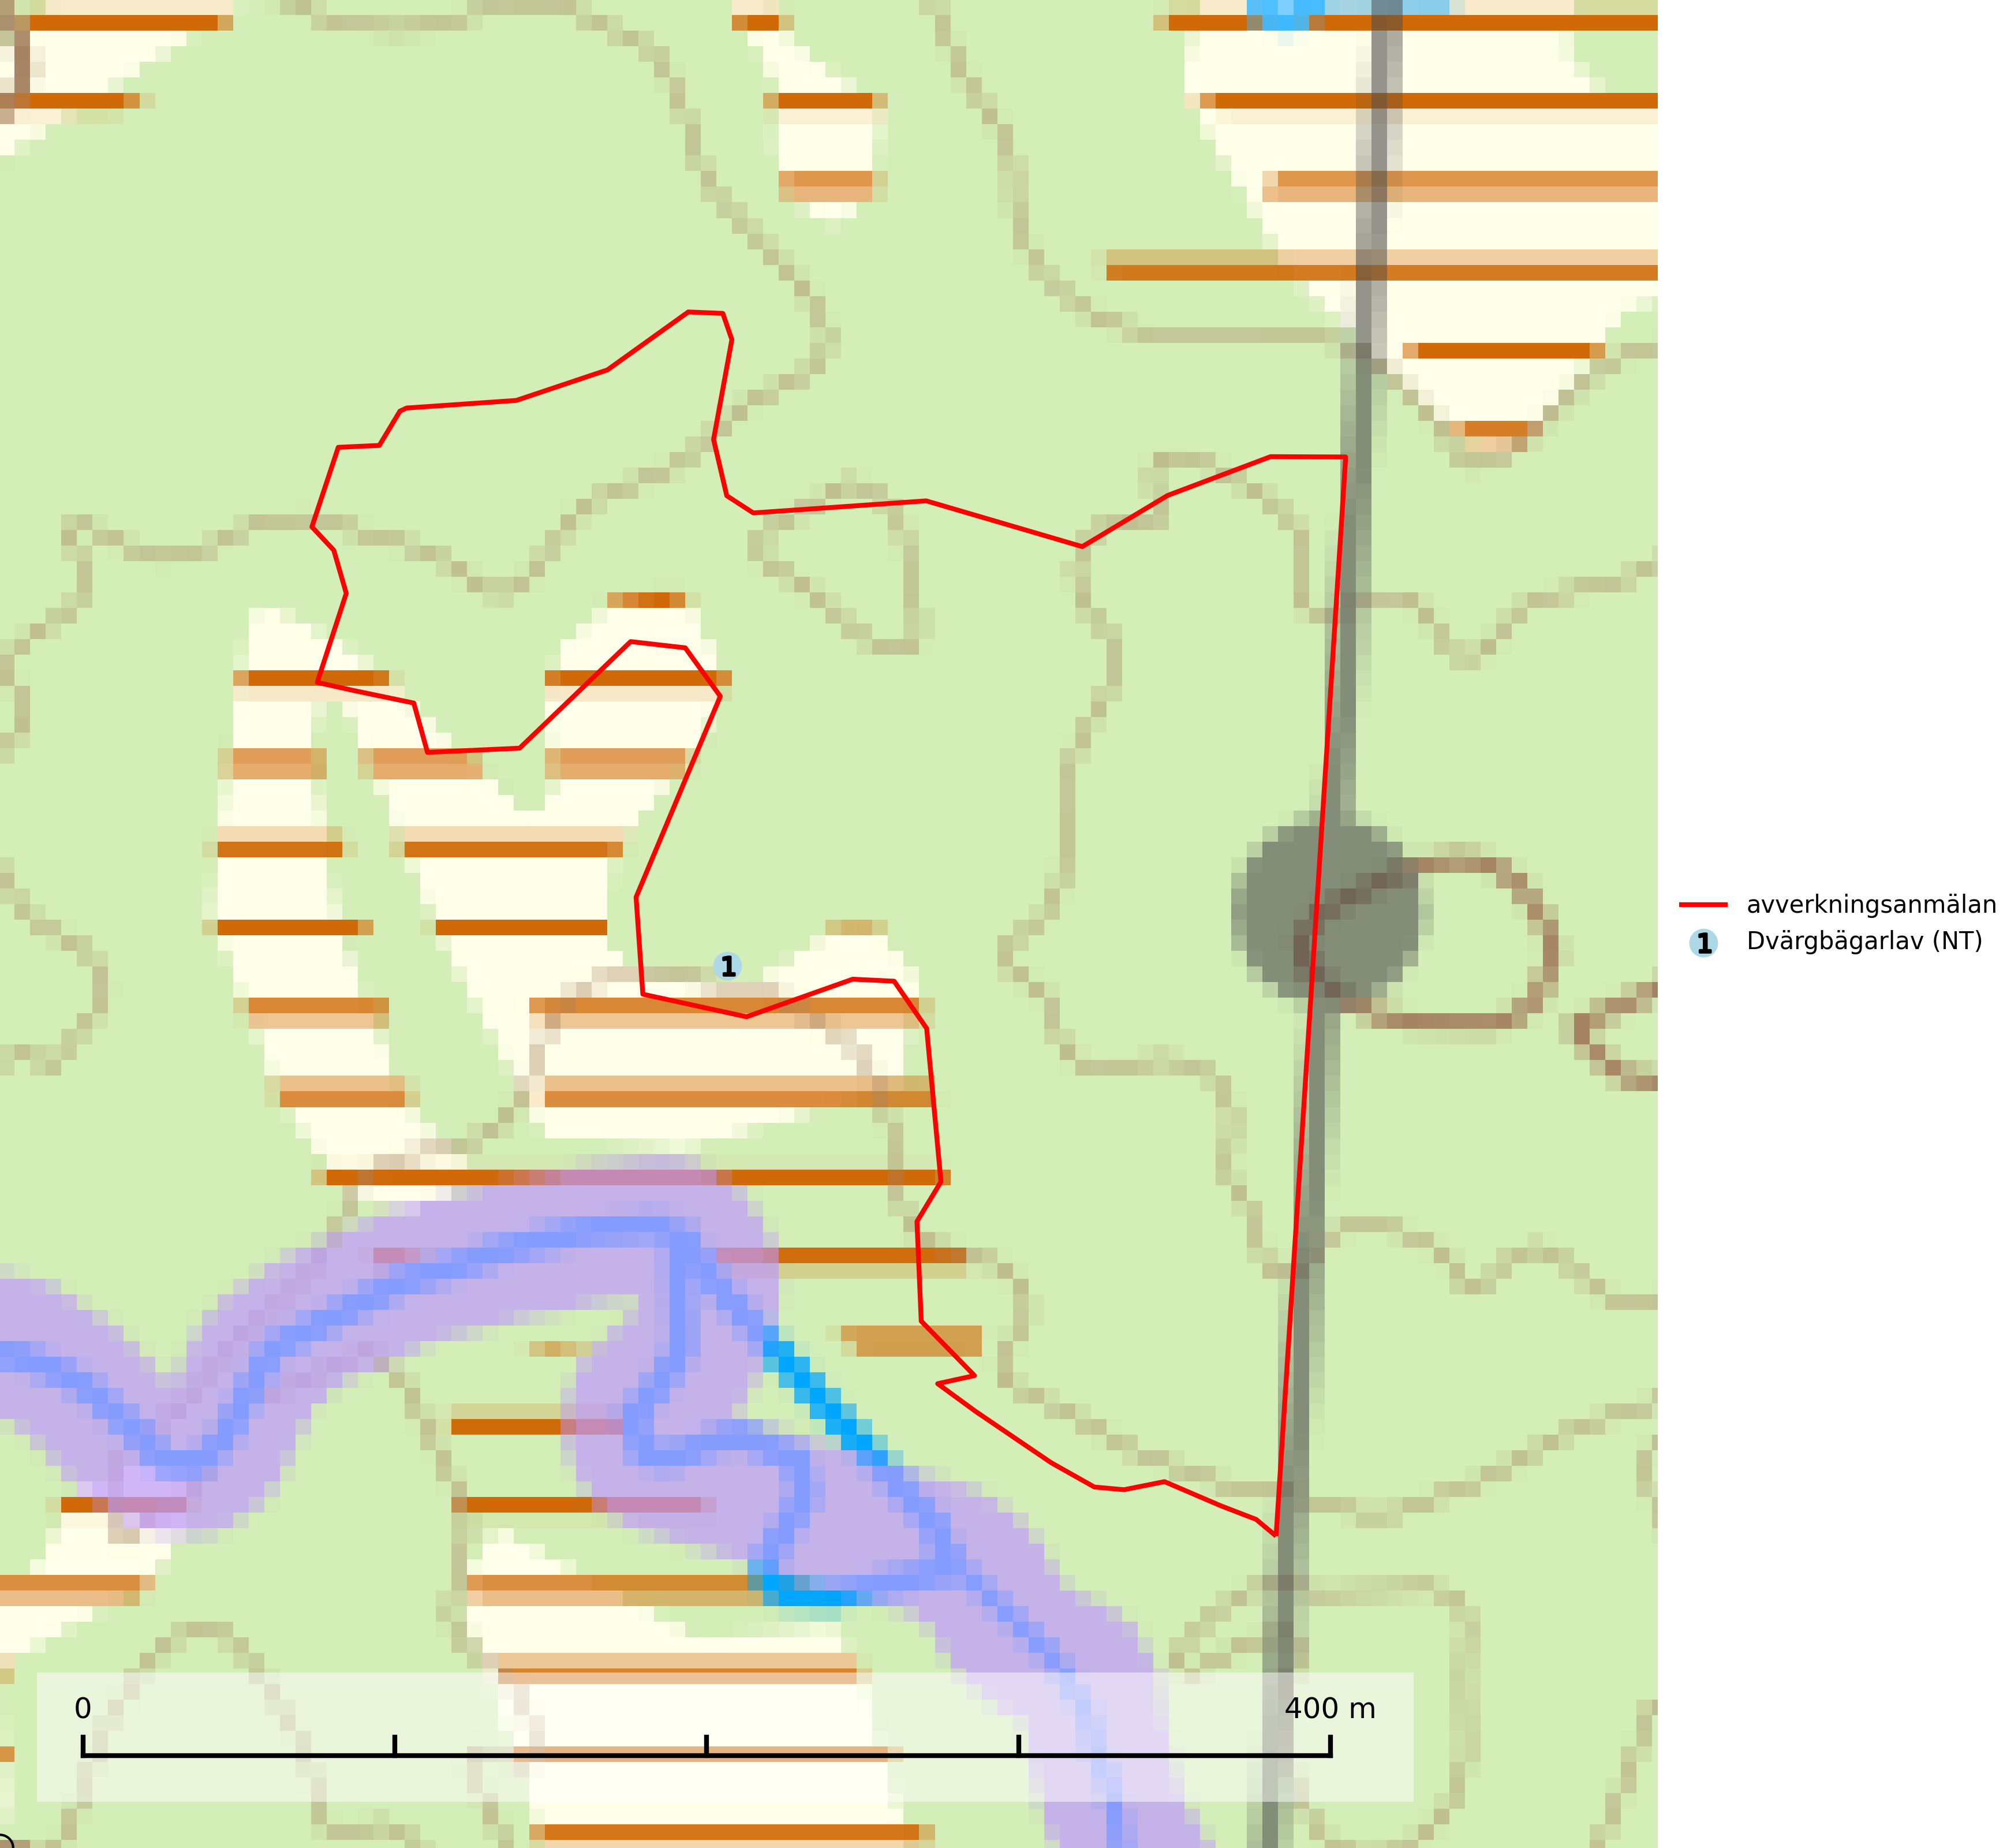 1
avverkningsanmälan
1 Dvärgbägarlav (NT)
0 400 m